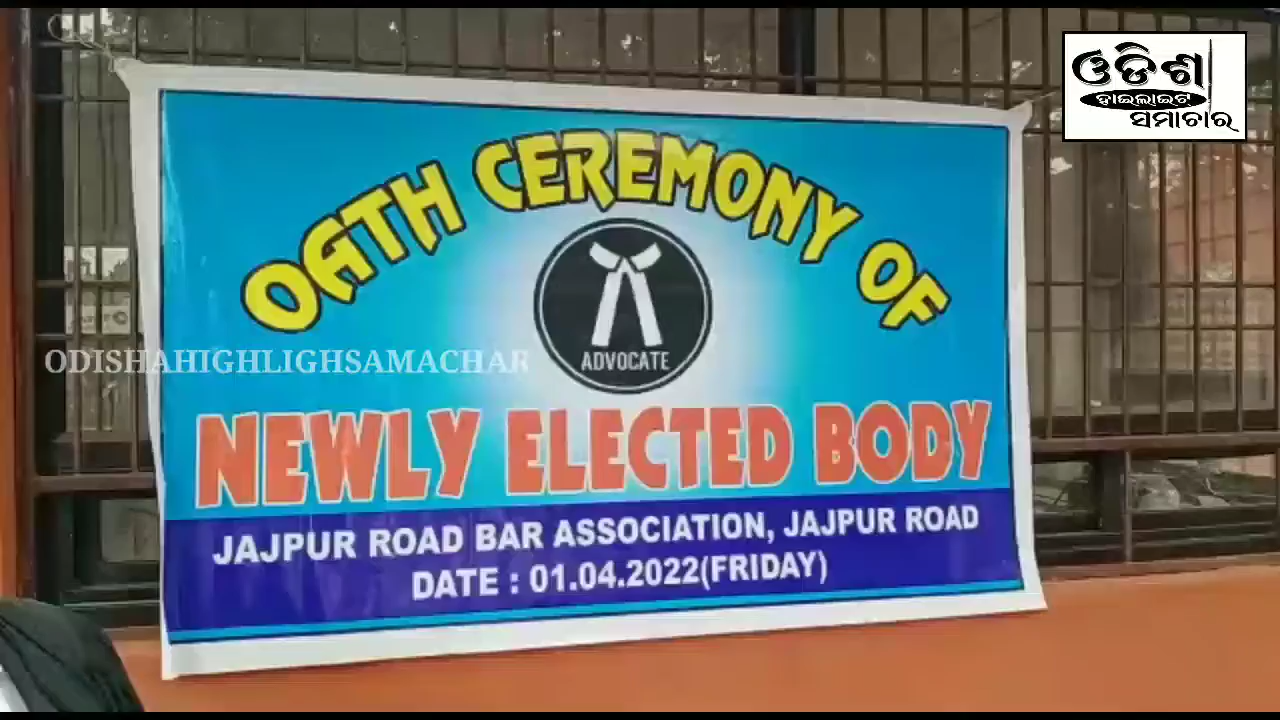 ଓଡିଶା
ହାଇଲାଇଟ
ସମାଚାର
OATH CEREMONY OF
ADVOCATE
ODISHAHIGHLIGHSAMACHAR
NEWLY ELECTED BODY
JAJPUR ROAD BAR ASSOCIATION, JAJPUR ROAD
DATE : 01.04.2022(FRIDAY)